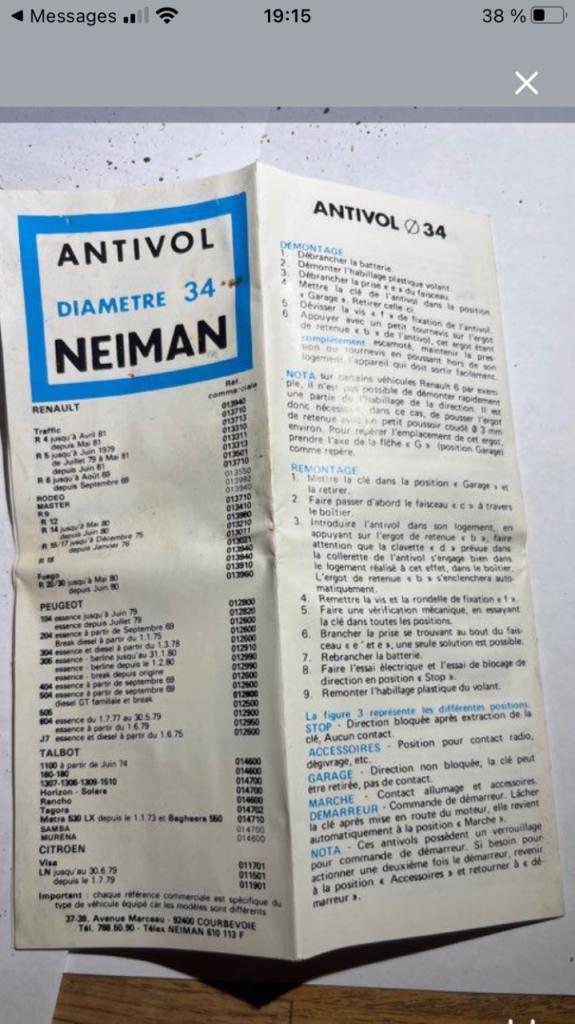 Messages
19:15
38 %
ANTIVOL
DIAMETRE 34
NEIMAN
Réf.
commerciale
RENAULT
Traffic
R 4 jusqu'à Avril 81
depuis Mai 81
R 5 jusqu'à Juin 1979
de Juillet 79 à Mai 81
depuis Juin 81
R 6 jusqu'à Août 69
depuis Septembre 69
RODEO
MASTER
R 9
R 12
R 14 jusqu'à Mai 80
depuis Juin 80
R 15/17 jusqu'à Décembre 75
depuis Janvier 76
R 18
Fuego
R 20/30 jusqu'à Mai 80
depuis Juin 80
013960
PEUGEOT
104 essence jusqu'à Juin 79 012800
essence depuis Juillet 79 012820
204 essence à partir de Septembre 69 012600
Break diesel à partir du 1.1.75
304 essence et diesel à partir du 1.3.78
305 essence - berline jusqu'au 31.1.80
essence - berline depuis le 1.2.80
essence - break depuis origine
404 essence à partir de septembre 69
504 essence à partir de septembre 69
diesel GT familiale et break
505
604 essence du 1.7.77 au 30.5.79
essence à partir du 1.6.79
J7 essence et diesel à partir du 1.6.75 012600
TALBOT
1100 à partir de Juin 74 014600
160-180 014600
1307-1308-1309-1510 014700
Horizon - Solara 014700
Rancho 014600
Tagora 014702
Matra 530 LX depuis le 1.1.73 et Bagheera 550 014710
SAMBA 014700
MURENA 014600
CITROEN
Visa 011701
LN jusqu'au 30.6.79 011501
depuis le 1.7.79 011901
Important : chaque référence commerciale est spécifique du
type de véhicule équipé car les modèles sont différents
37-39, Avenue Marceau - 92400 COURBEVOIE
Tél. 788.50.90 - Télex NEIMAN 610 113 F
ANTIVOL Ø 34
DÉMONTAGE
1. Débrancher la batterie.
2. Démonter l'habillage plastique volant.
3. Débrancher la prise « e » du faisceau.
4 Mettre la clé de l'antivol dans la position
« Garage ». Retirer celle ci.
5 Dévisser la vis « f » de fixation de l'antivol.
6 Appuyer avec un petit tournevis sur l'ergot
de retenue « b » de l'antivol, cet ergot étant
complètement escamoté, maintenir la pres-
sion du tournevis en poussant hors de son
logement l'appareil qui doit sortir facilement.
NOTA sur certains véhicules Renault 6 par exem-
ple, il n'est pas possible de démonter rapidement
une partie de l'habillage de la direction. Il est
donc nécessaire dans ce cas, de pousser l'ergot
de retenue avec un petit poussoir coudé Ø 3 mm
environ. Pour repérer l'emplacement de cet ergot,
prendre l'axe de la flèche « G » (position Garage)
comme repère.
REMONTAGE
1. Mettre la clé dans la position « Garage » et
la retirer.
2. Faire passer d'abord le faisceau « c » à travers
le boîtier.
3. Introduire l'antivol dans son logement, en
appuyant sur l'ergot de retenue « b », faire
attention que la clavette « d » prévue dans
la collerette de l'antivol s'engage bien dans
le logement réalisé à cet effet, dans le boîtier.
L'ergot de retenue « b » s'enclenchera auto-
matiquement.
4. Remettre la vis et la rondelle de fixation « f ».
5. Faire une vérification mécanique, en essayant
la clé dans toutes les positions.
6. Brancher la prise se trouvant au bout du fais-
ceau « e' et e », une seule solution est possible.
7. Rebrancher la batterie.
8. Faire l'essai électrique et l'essai de blocage de
direction en position « Stop ».
9. Remonter l'habillage plastique du volant.
La figure 3 représente les différentes positions.
STOP - Direction bloquée après extraction de la
clé, Aucun contact.
ACCESSOIRES - Position pour contact radio,
dégivrage, etc.
GARAGE - Direction non bloquée, la clé peut
être retirée, pas de contact.
MARCHE - Contact allumage et accessoires.
DÉMARREUR - Commande de démarreur. Lâcher
la clé après mise en route du moteur, elle revient
automatiquement à la position « Marche ».
NOTA - Ces antivols possèdent un verrouillage
pour commande de démarreur. Si besoin pour
actionner une deuxième fois le démarreur, revenir
à la position « Accessoires » et retourner à « dé-
marreur ».